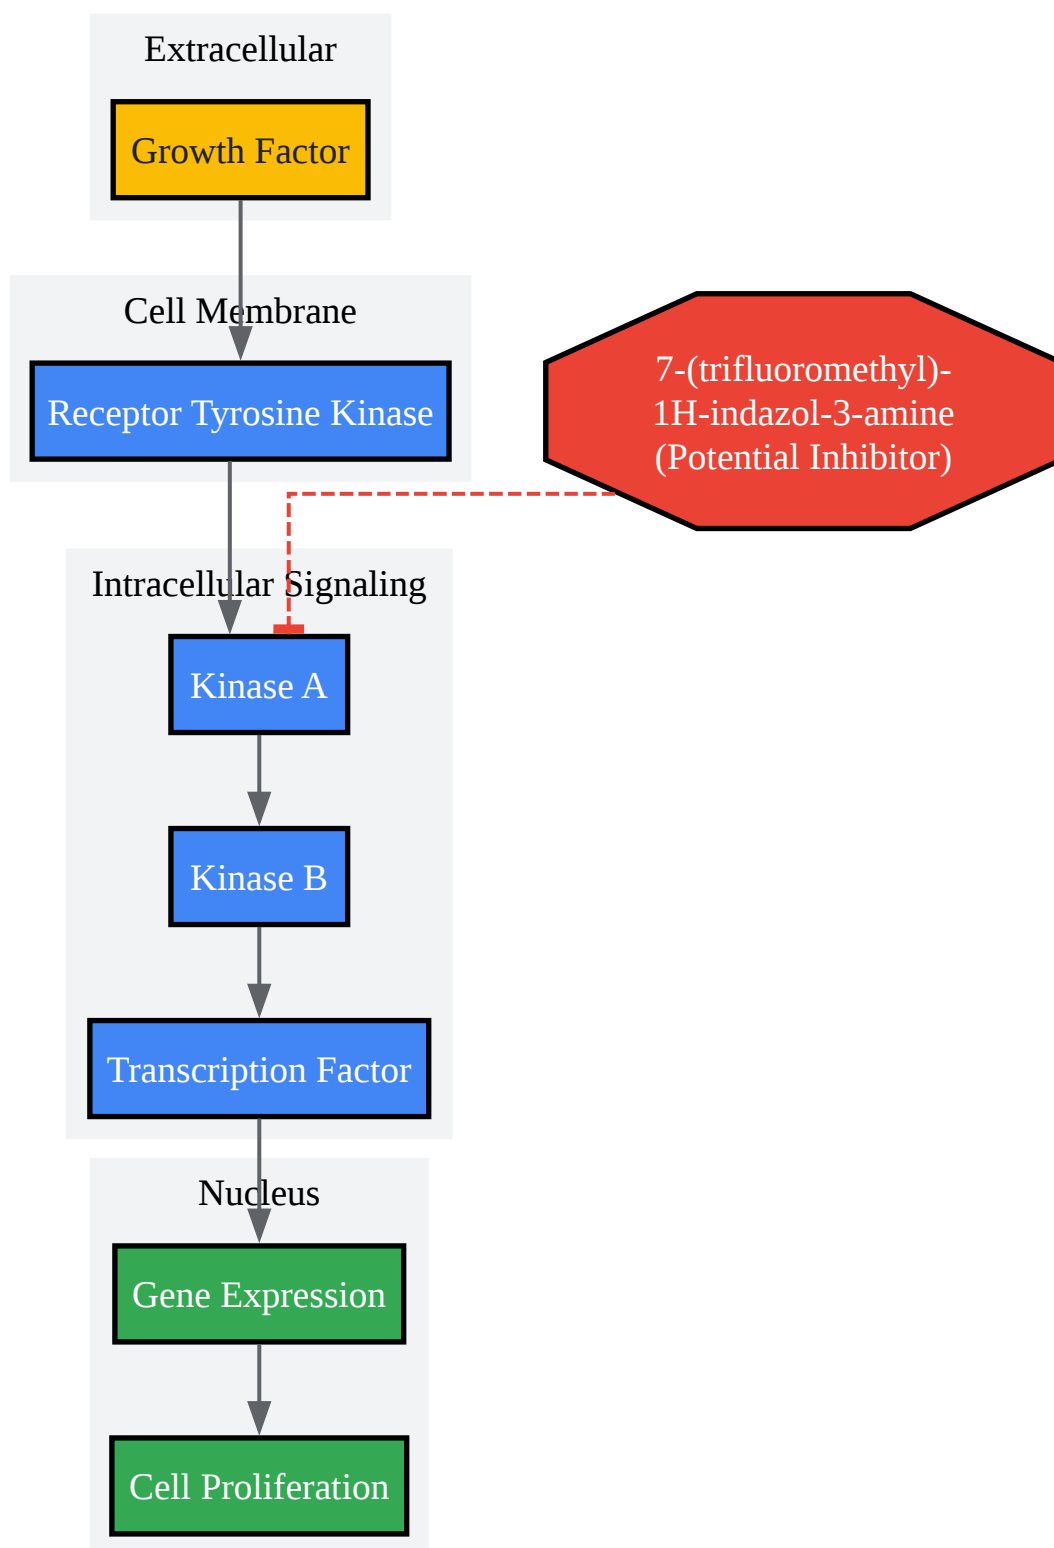 Extracellular
Growth Factor
Cell Membrane
Receptor Tyrosine Kinase
7-(trifluoromethyl)-
1H-indazol-3-amine
(Potential Inhibitor)
Intracellular Signaling
Kinase A
Kinase B
Transcription Factor
Nucleus
Gene Expression
Cell Proliferation